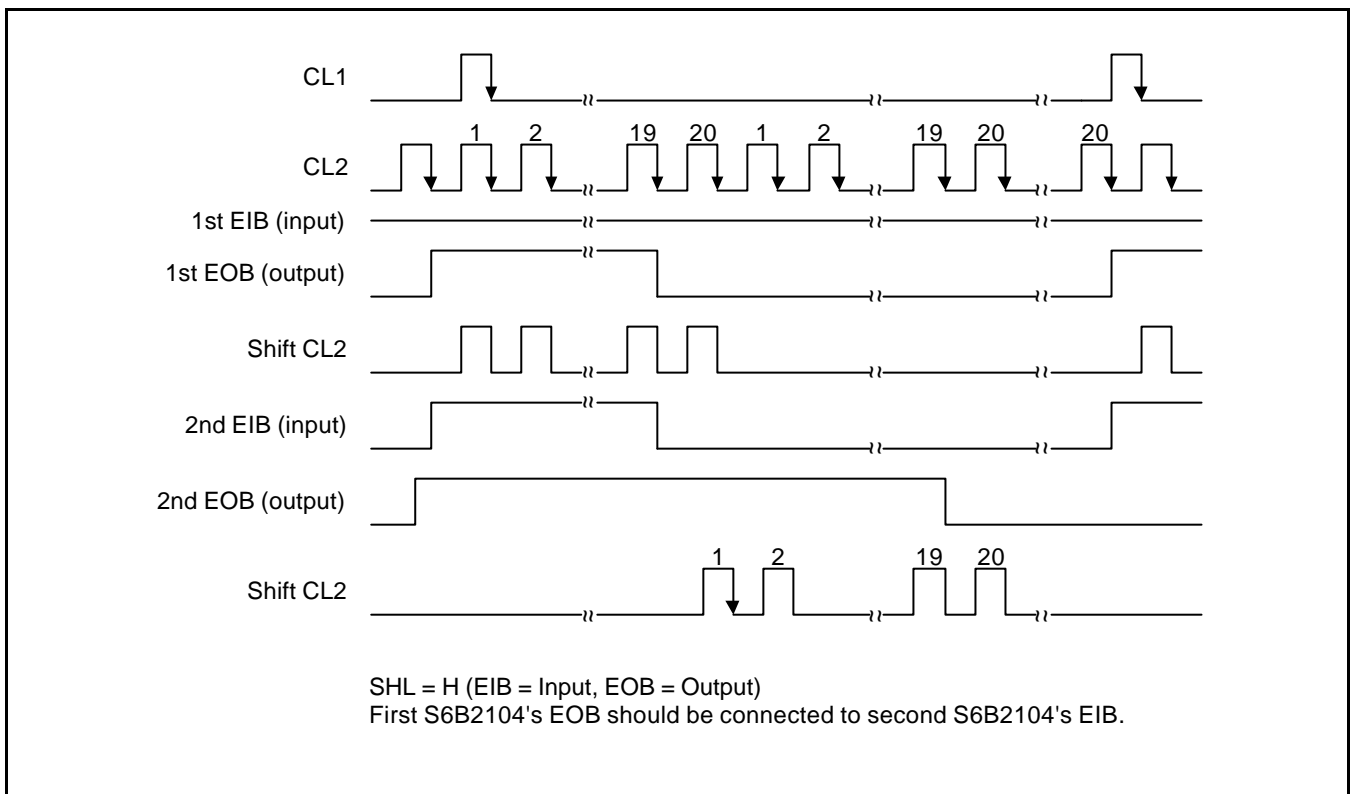 CL1
CL2
1 2 19 20 1 2 19 20 20
1st EIB (input)
1st EOB (output)
Shift CL2
2nd EIB (input)
2nd EOB (output)
Shift CL2
1 2 19 20
SHL = H (EIB = Input, EOB = Output)
First S6B2104's EOB should be connected to second S6B2104's EIB.